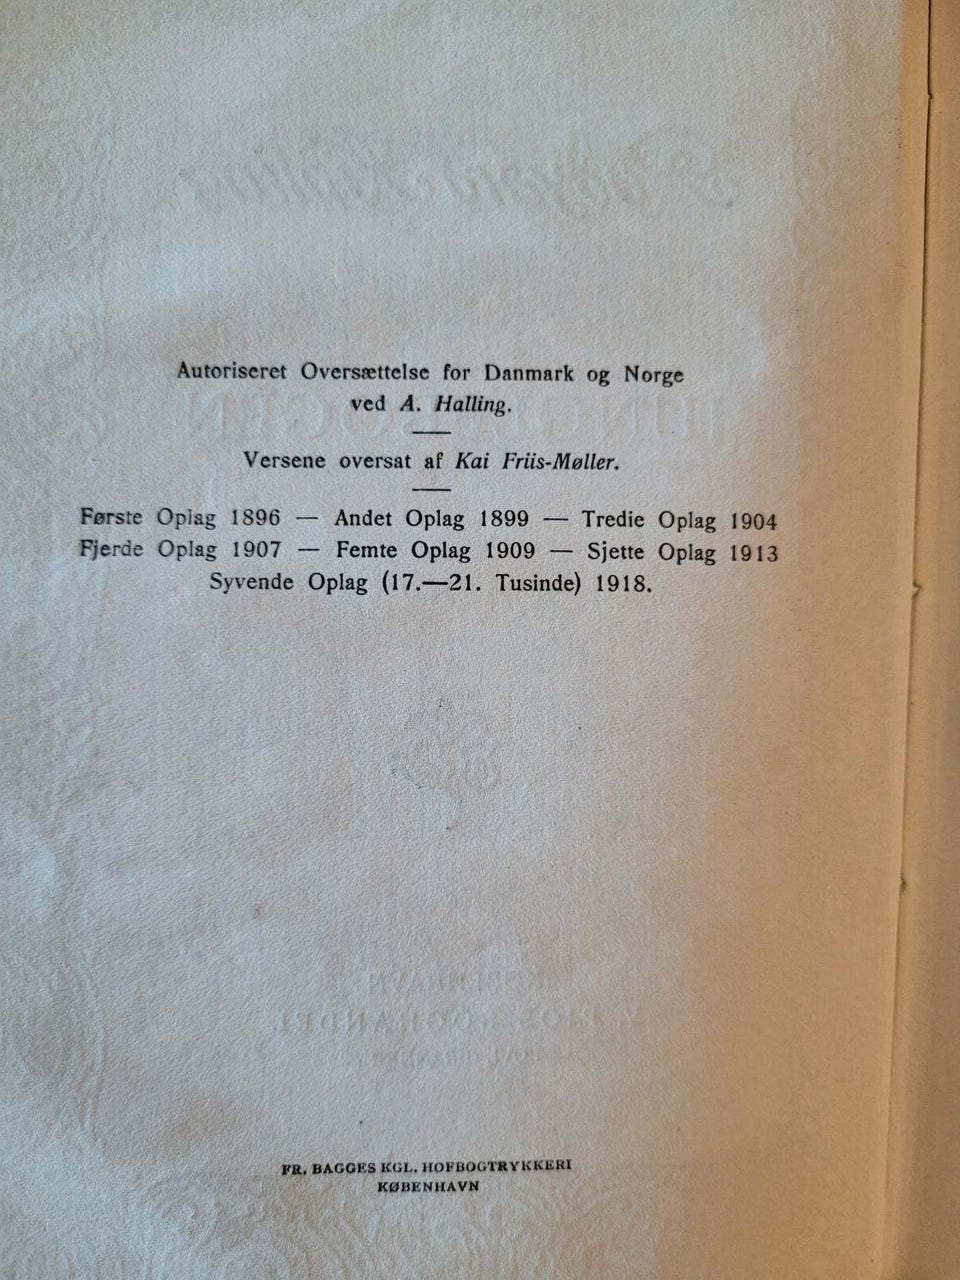 Autoriseret Oversættelse for Danmark og Norge
ved A. Halling.
Versene oversat af Kai Friis-Møller.
Første Oplag 1896 — Andet Oplag 1899 — Tredie Oplag 1904
Fjerde Oplag 1907 — Femte Oplag 1909 — Sjette Oplag 1913
Syvende Oplag (17.—21. Tusinde) 1918.
FR. BAGGES KGL. HOFBOGTRYKKERI
KØBENHAVN